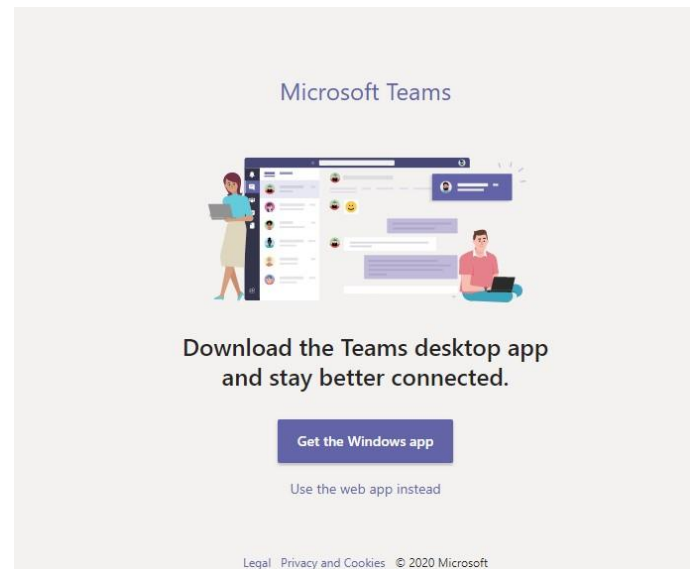 Microsoft Teams
Download the Teams desktop app
and stay better connected.
Get the Windows app
Use the web app instead
Legal Privacy and Cookies © 2020 Microsoft